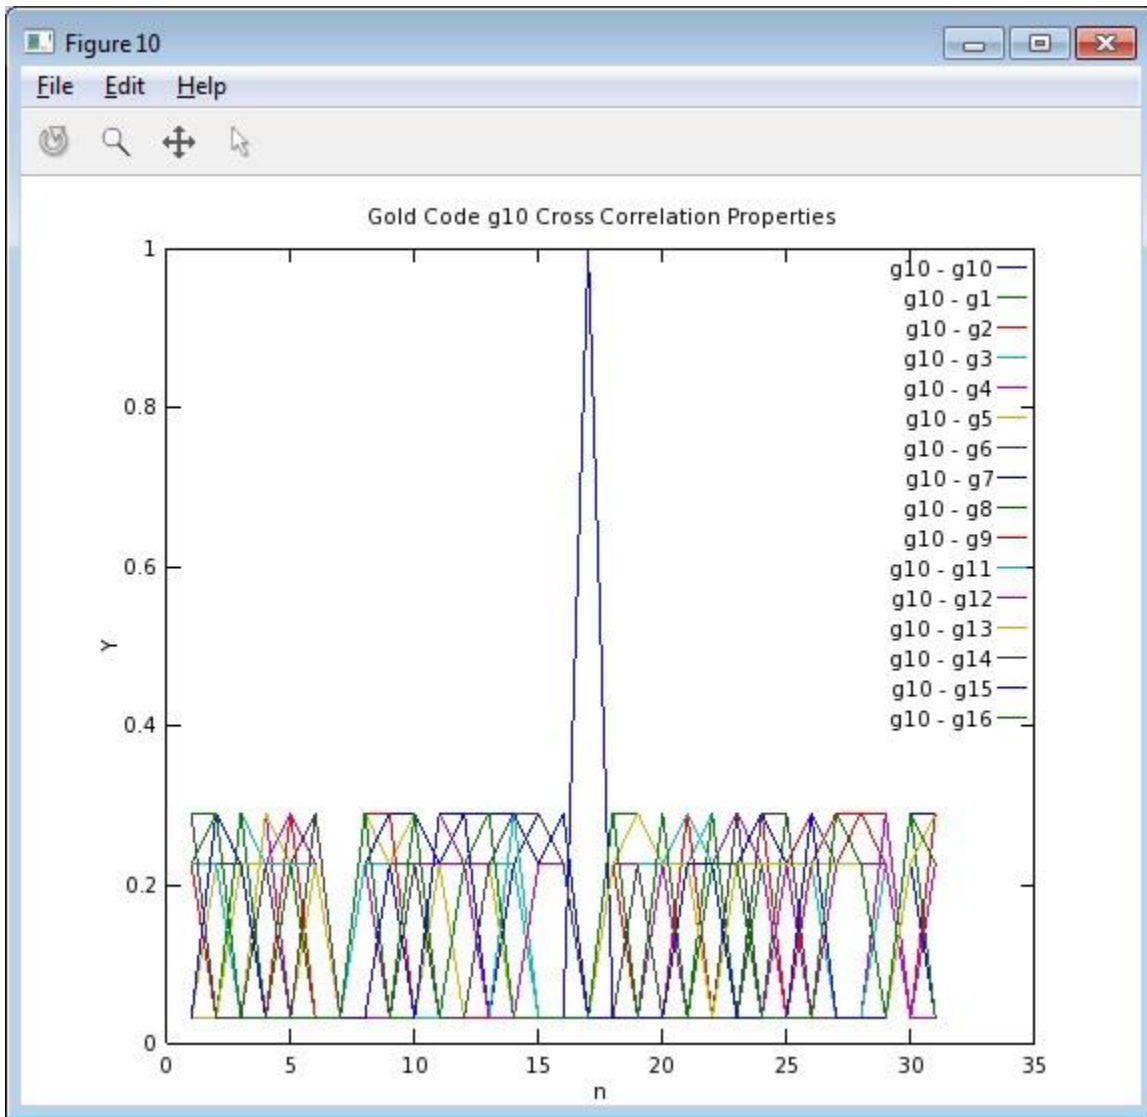 Figure 10
File Edit Help
Gold Code g10 Cross Correlation Properties
1
0.8
0.6
0.4
0.2
0
Y
g10 - g10
g10 - g1
g10 - g2
g10 - g3
g10 - g4
g10 - g5
g10 - g6
g10 - g7
g10 - g8
g10 - g9
g10 - g11
g10 - g12
g10 - g13
g10 - g14
g10 - g15
g10 - g16
0 5 10 15 20 25 30 35
n